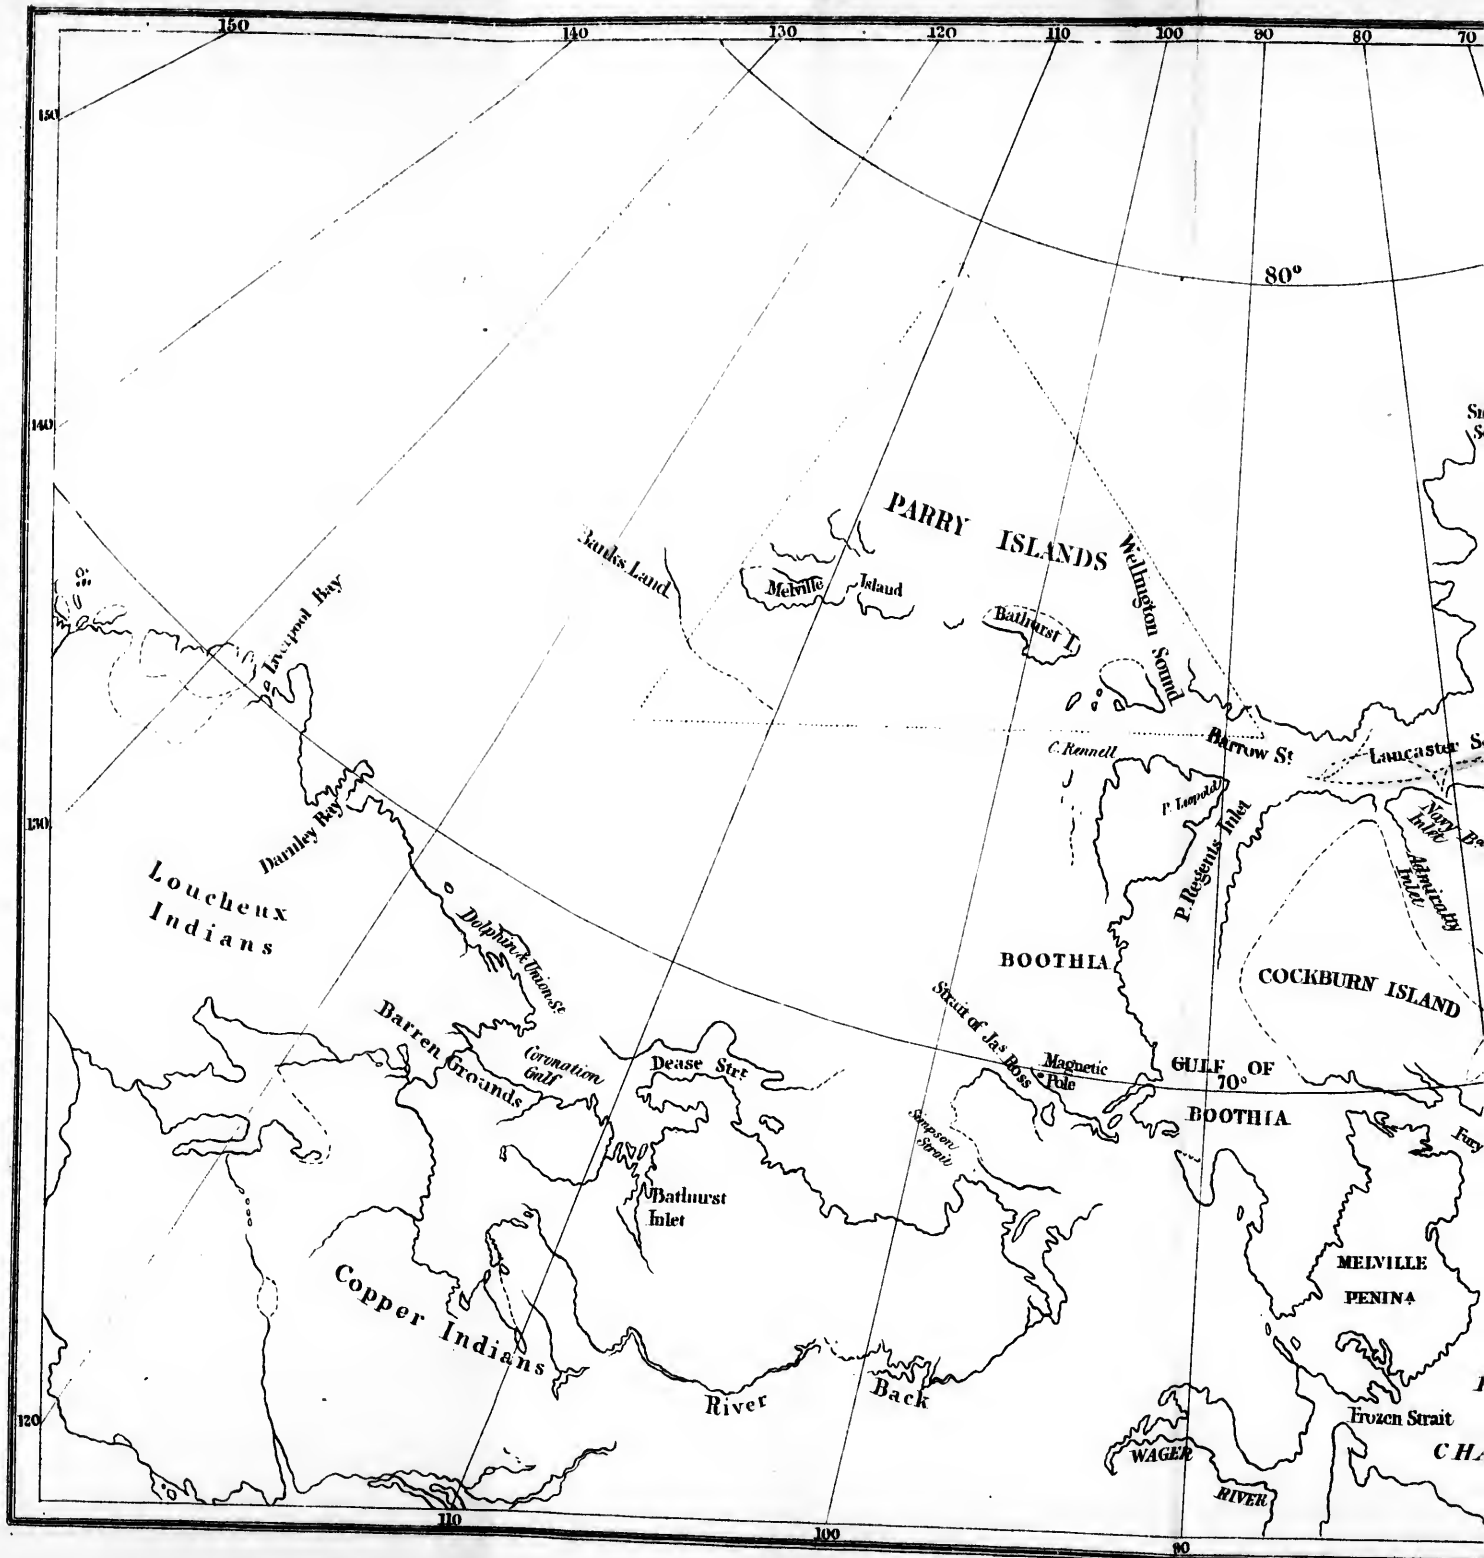 150
140
130
120
110
100
90
80
70
150
80°
140
PARRY ISLANDS
Wellington Sound
Banks Land
Melville Island
Bathurst I.
Liverpool Bay
C. Rennell
Barrow St.
Lancaster
P. Leopold
P. Regents Inlet
Navy
Inlet
Admiralty
Inlet
130
Darnley Bay
Loucheux
Indians
Dolphin & Union St.
BOOTHIA
COCKBURN ISLAND
Strait of Jas. Ross
Barren Grounds
Coronation
Gulf
Dease Strt.
Magnetic
Pole
GULF OF
70°
BOOTHIA
Simpson
Strait
Fury
Bathurst
Inlet
MELVILLE
PENINA
Copper Indians
River Back
Frozen Strait
120
WAGER
RIVER
CHA
110
100
90